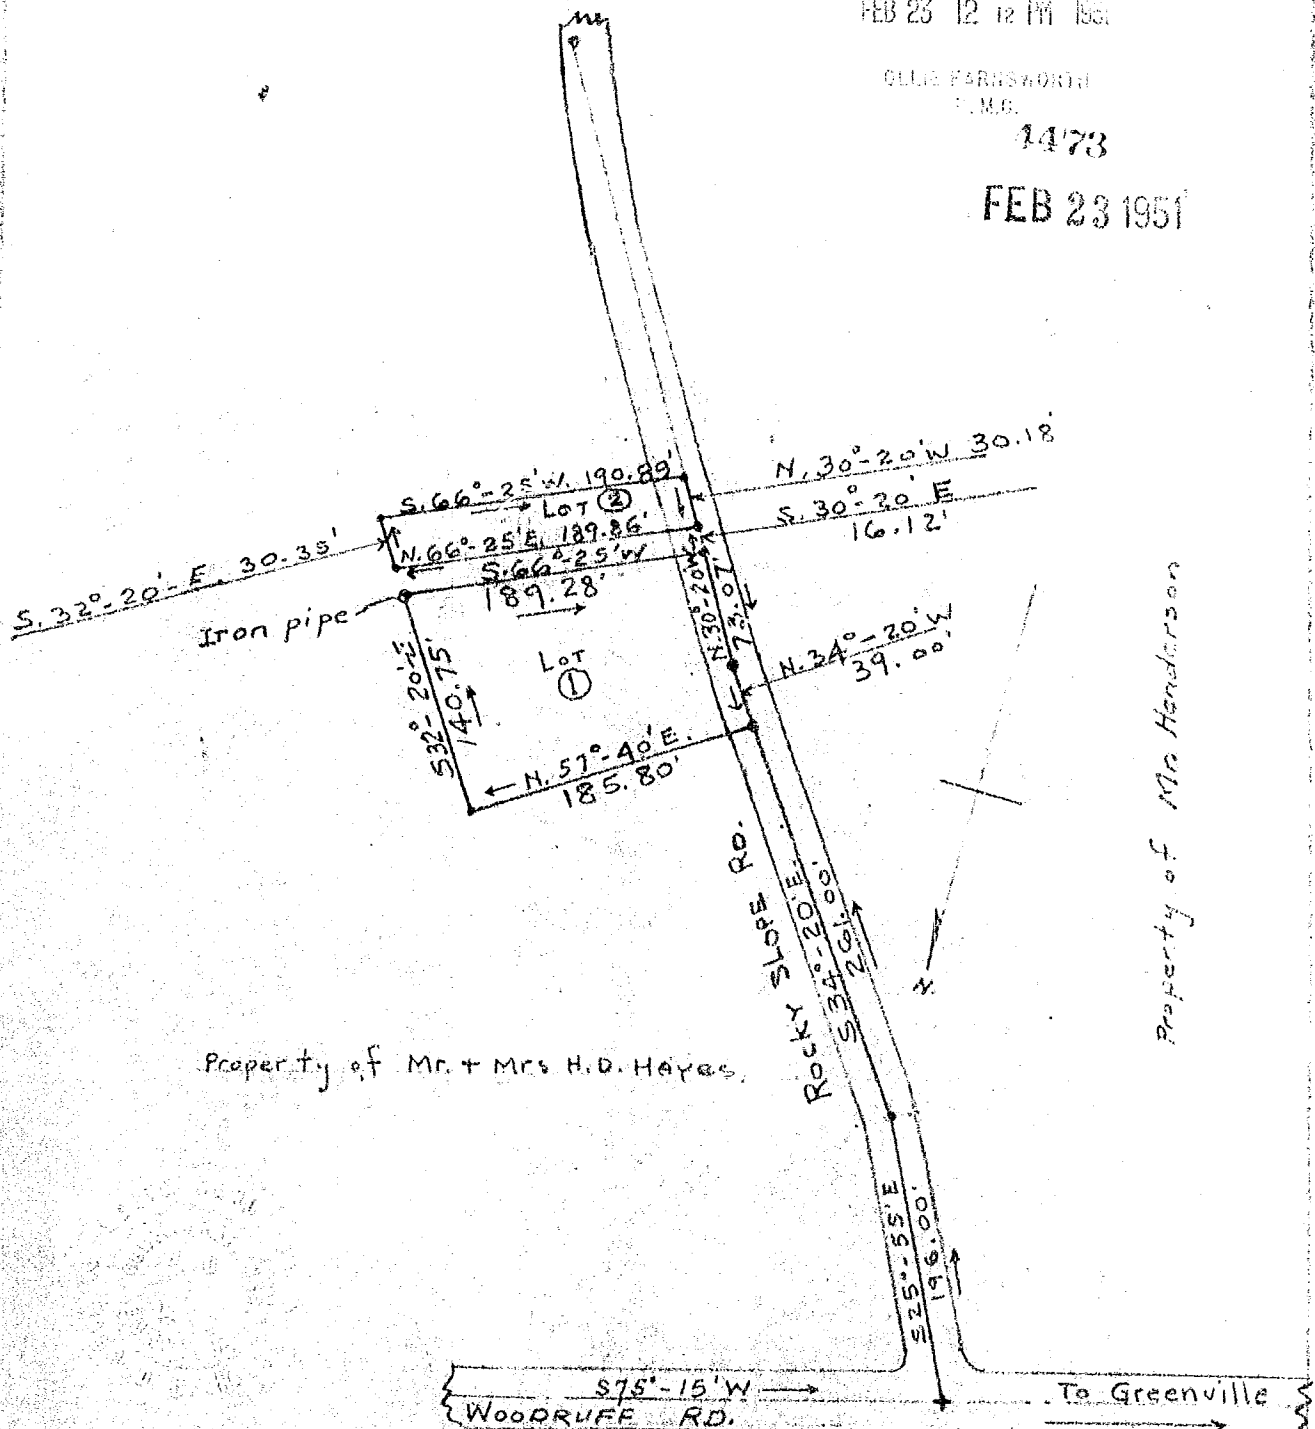 FEB 23 12 12 PM 1951
OLLIE FARNSWORTH
R.M.C.
4473
FEB 23 1951
N. 30°-20'W 30.18'
S. 30°-20' E
16.12'
S. 66°-25'W. 190.89'
LOT 2
N. 66°-25'E. 189.86'
S. 66°-25'W
189.28'
S. 32°-20'-E. 30.35'
Iron pipe
N. 30°-20'W
73.07'
N. 34°-20'W
39.00'
LOT
1
S32°-20'E
140.75'
N. 57°-40'E.
185.80'
Property of Mr. Henderson
ROCKY SLOPE RD.
S34°-20'E.
261.00'
N.
Property of Mr. + Mrs H.D. Hayes.
S25°-55'E
196.00'
S75°-15'W
WOODRUFF RD.
To Greenville